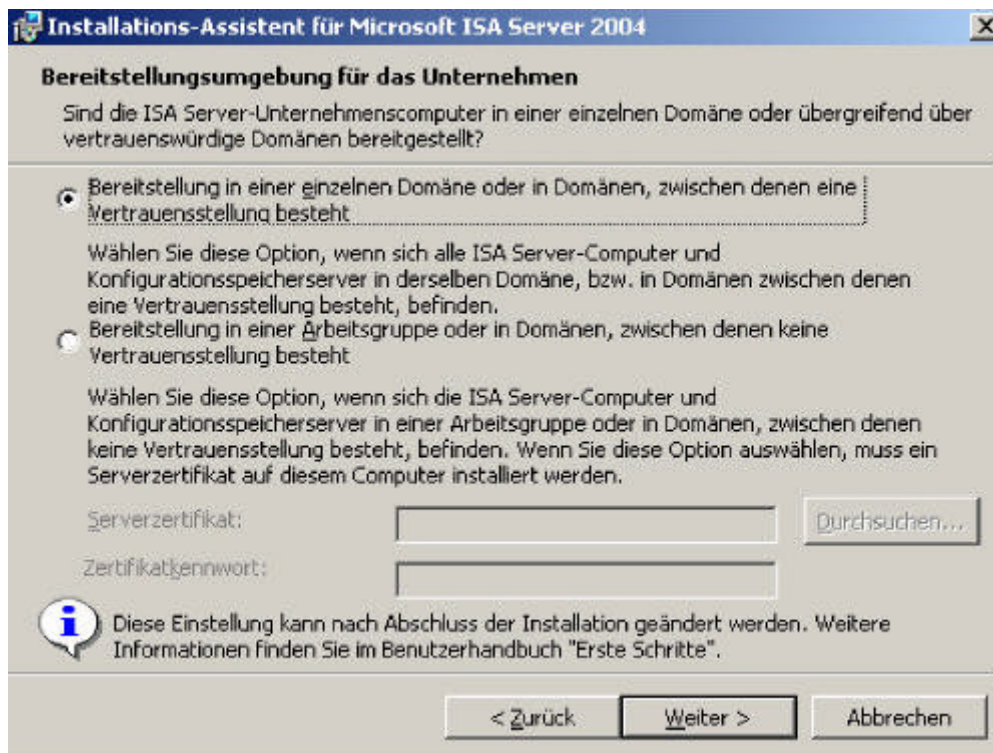 Installations-Assistent für Microsoft ISA Server 2004
Bereitstellungsumgebung für das Unternehmen
Sind die ISA Server-Unternehmenscomputer in einer einzelnen Domäne oder übergreifend über
vertrauenswürdige Domänen bereitgestellt?
Bereitstellung in einer einzelnen Domäne oder in Domänen, zwischen denen eine
Vertrauensstellung besteht
Wählen Sie diese Option, wenn sich alle ISA Server-Computer und
Konfigurationsspeicherserver in derselben Domäne, bzw. in Domänen zwischen denen
eine Vertrauensstellung besteht, befinden.
Bereitstellung in einer Arbeitsgruppe oder in Domänen, zwischen denen keine
Vertrauensstellung besteht
Wählen Sie diese Option, wenn sich die ISA Server-Computer und
Konfigurationsspeicherserver in einer Arbeitsgruppe oder in Domänen, zwischen denen
keine Vertrauensstellung besteht, befinden. Wenn Sie diese Option auswählen, muss ein
Serverzertifikat auf diesem Computer installiert werden.
Serverzertifikat:
Durchsuchen...
Zertifikatkennwort:
Diese Einstellung kann nach Abschluss der Installation geändert werden. Weitere
Informationen finden Sie im Benutzerhandbuch "Erste Schritte".
< Zurück
Weiter >
Abbrechen